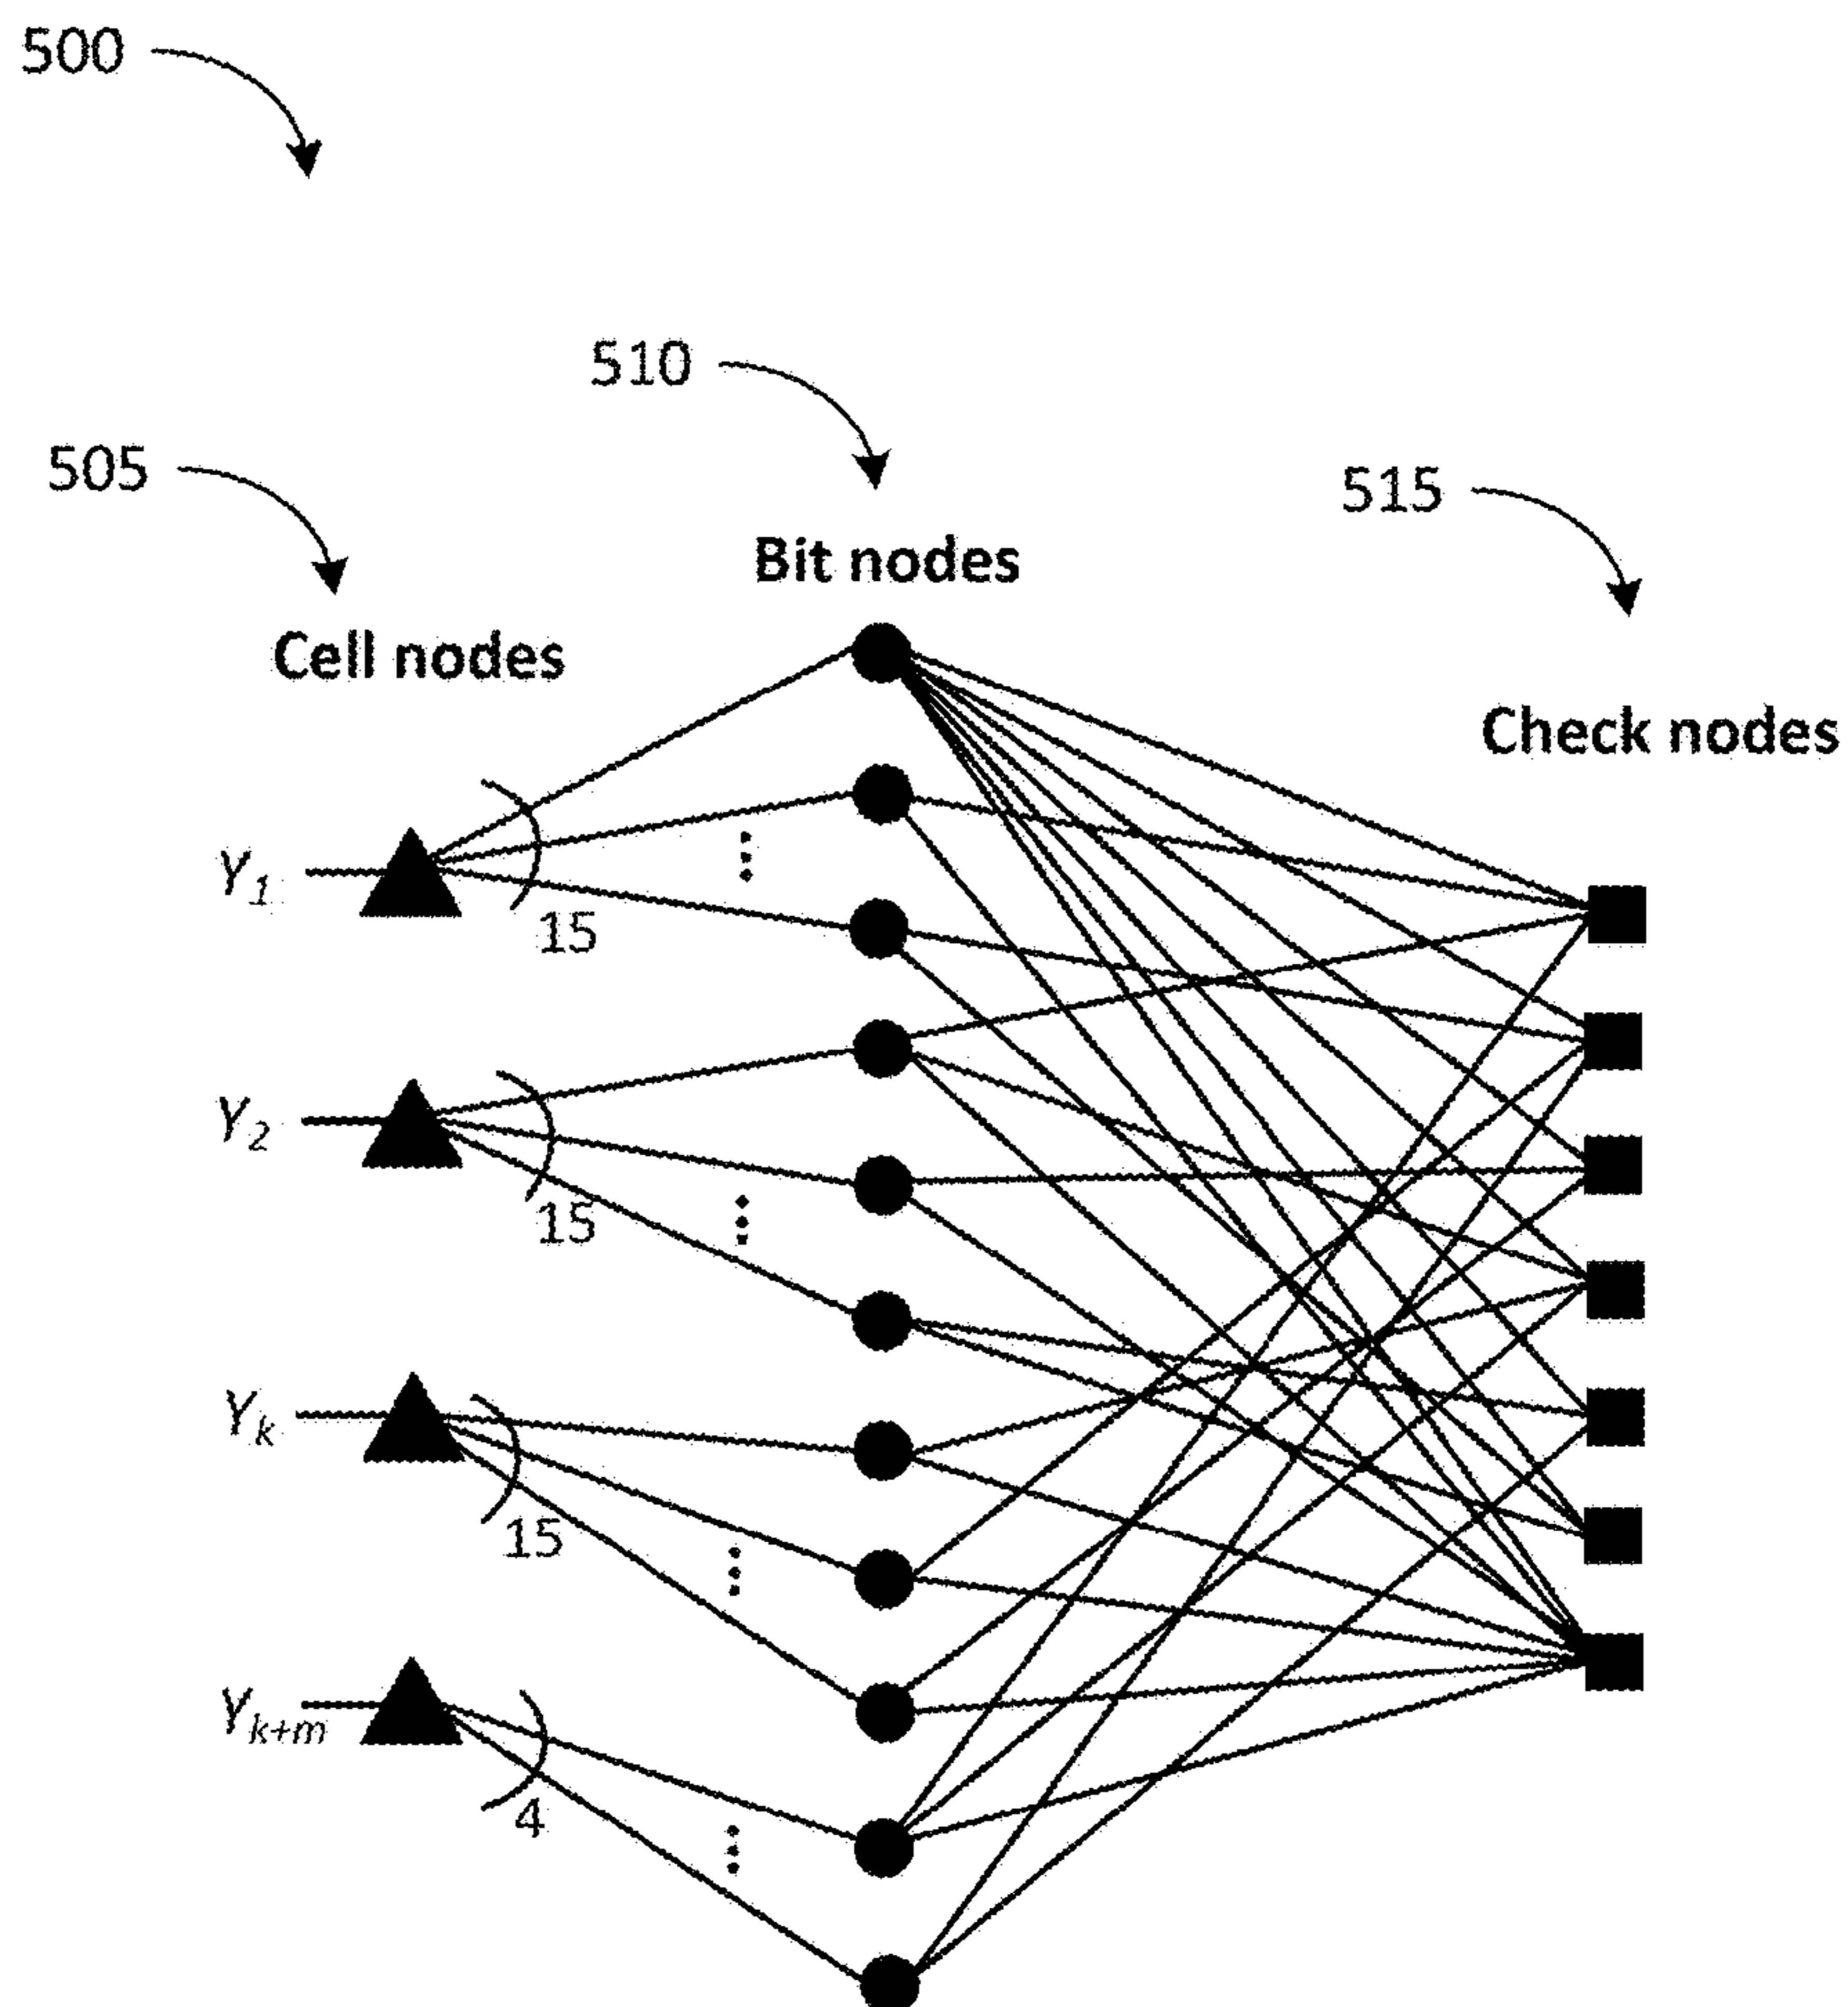 500
510
505
515
Bit nodes
Cell nodes
Check nodes
Y1
15
Y2
15
Yk
15
Yk+m
4